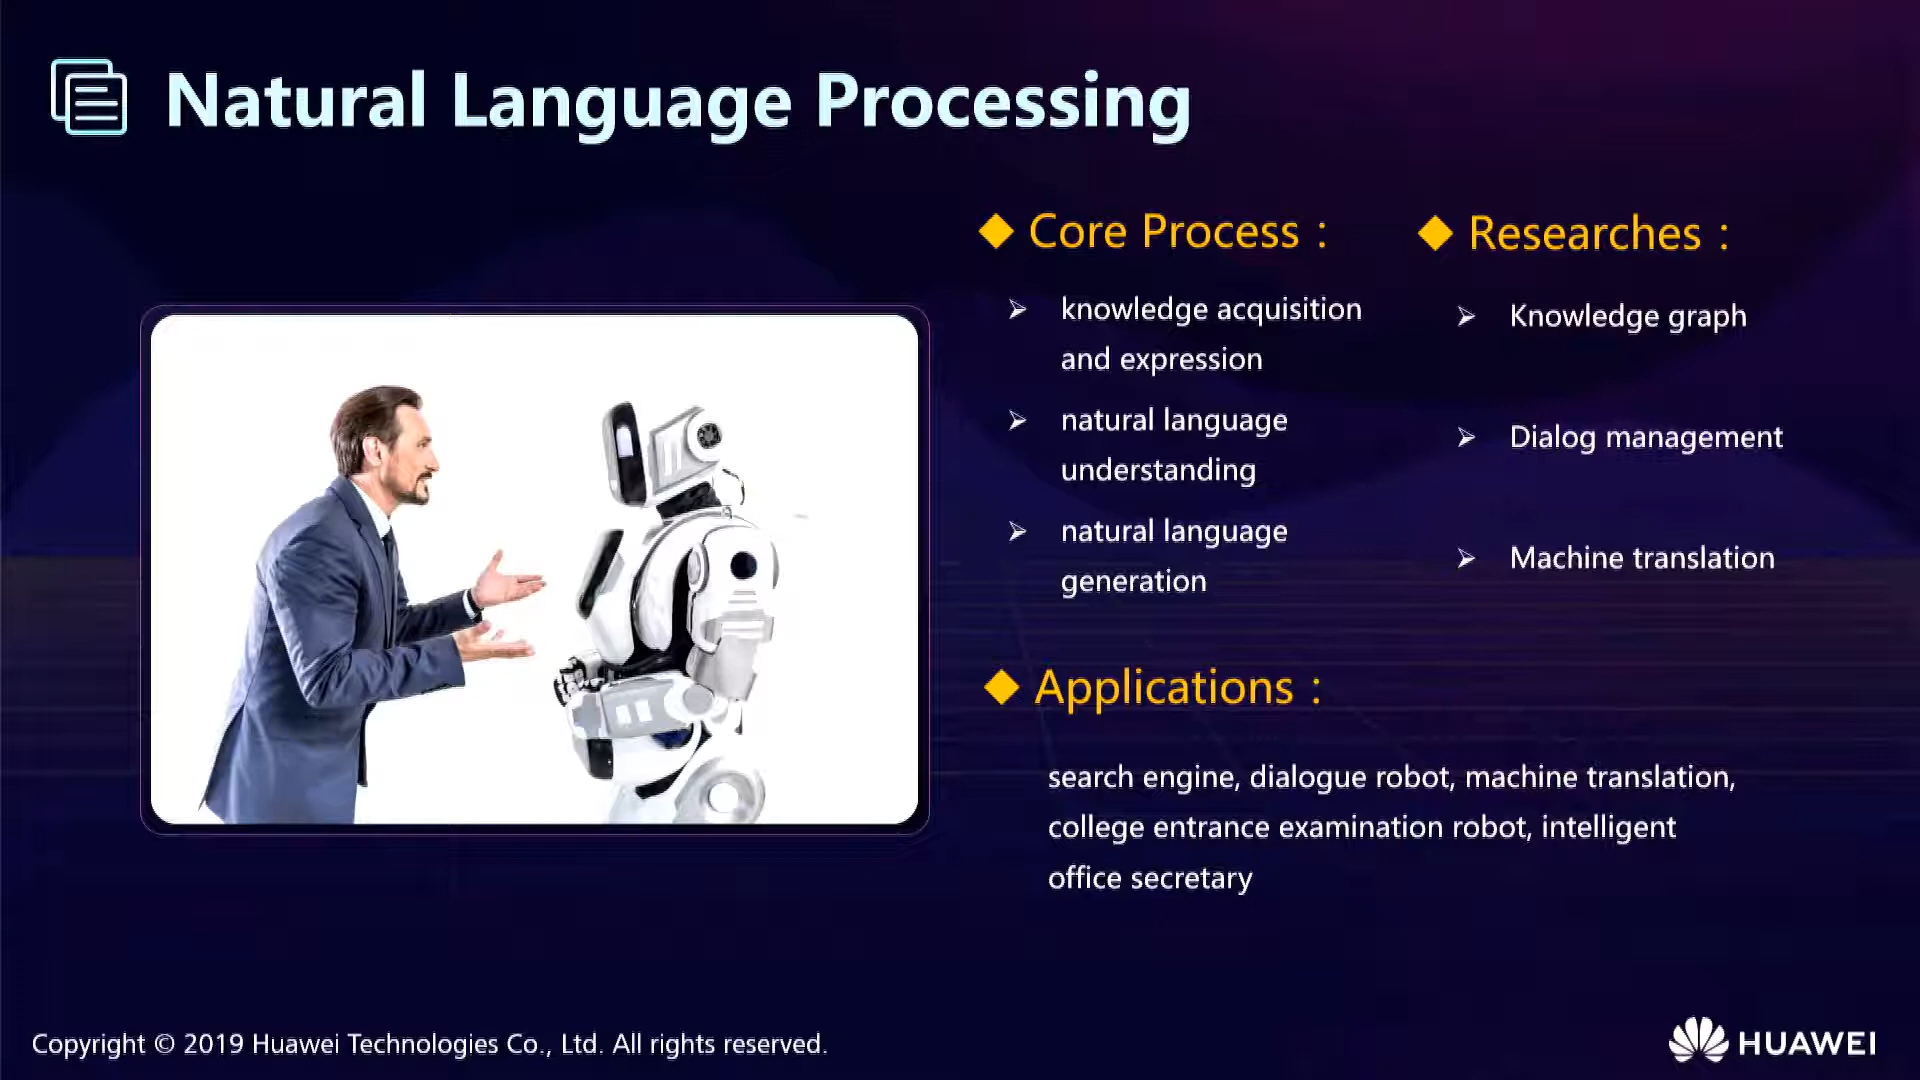 Natural Language Processing
Core Process：
knowledge acquisition
and expression
natural language
understanding
natural language
generation
Researches：
Knowledge graph
Dialog management
Machine translation
Applications：
search engine, dialogue robot, machine translation,
college entrance examination robot, intelligent
office secretary
Copyright © 2019 Huawei Technologies Co., Ltd. All rights reserved.
HUAWEI